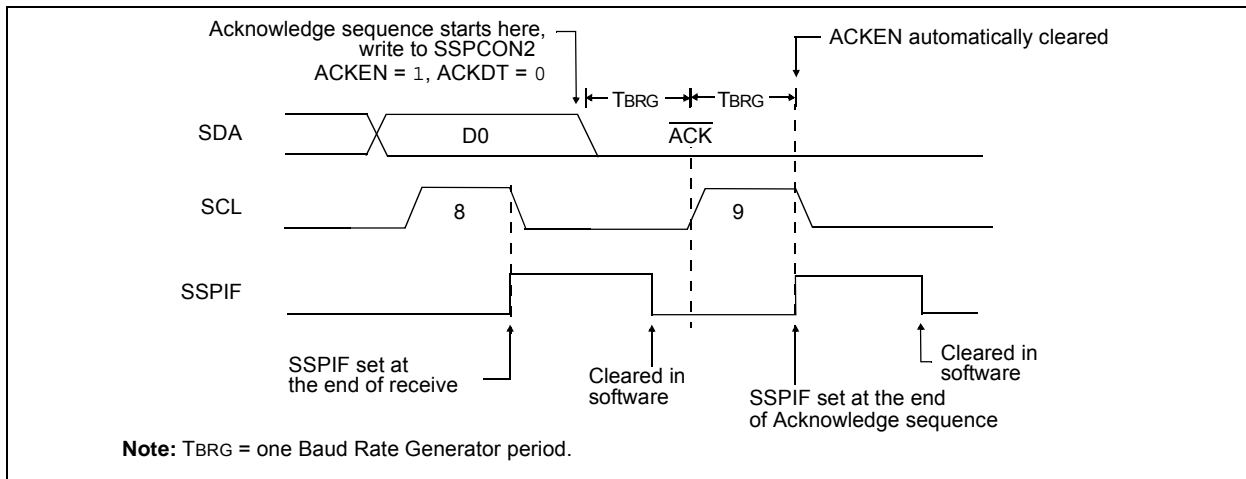 Acknowledge sequence starts here,
write to SSPCON2
ACKEN = 1, ACKDT = 0
ACKEN automatically cleared
TBRG
TBRG
SDA
D0
ACK
SCL
8
9
SSPIF
SSPIF set at
the end of receive
Cleared in
software
SSPIF set at the end
of Acknowledge sequence
Cleared in
software
Note: TBRG = one Baud Rate Generator period.